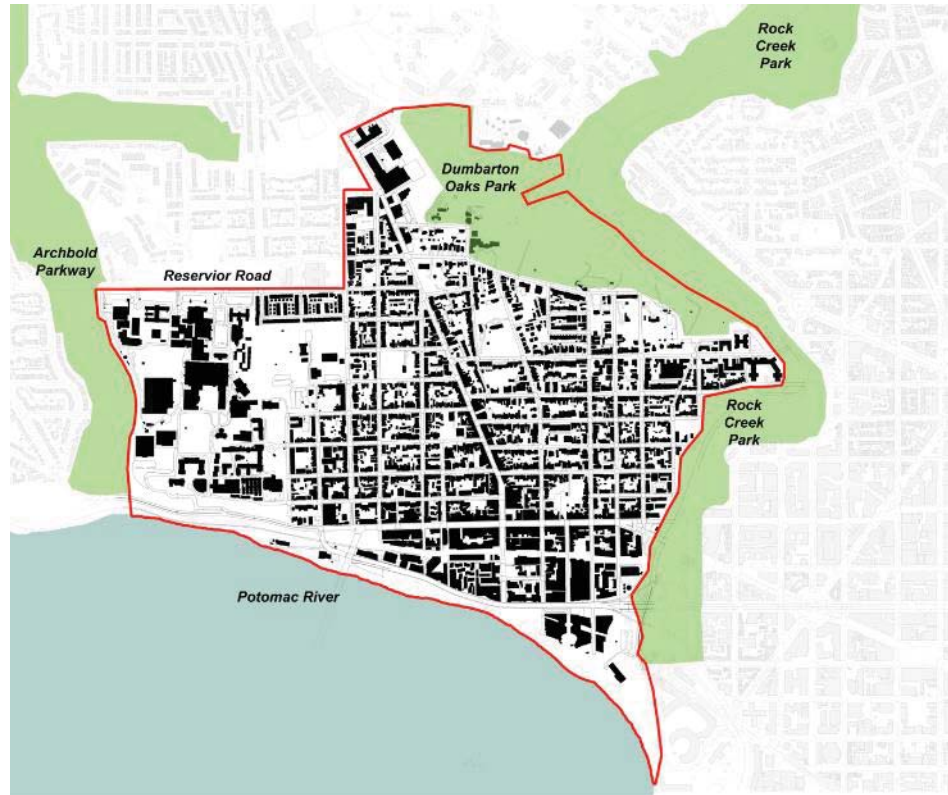 Rock
Creek
Park
Dumbarton
Oaks Park
Archbold
Parkway
Reservior Road
Rock
Creek
Park
Potomac River